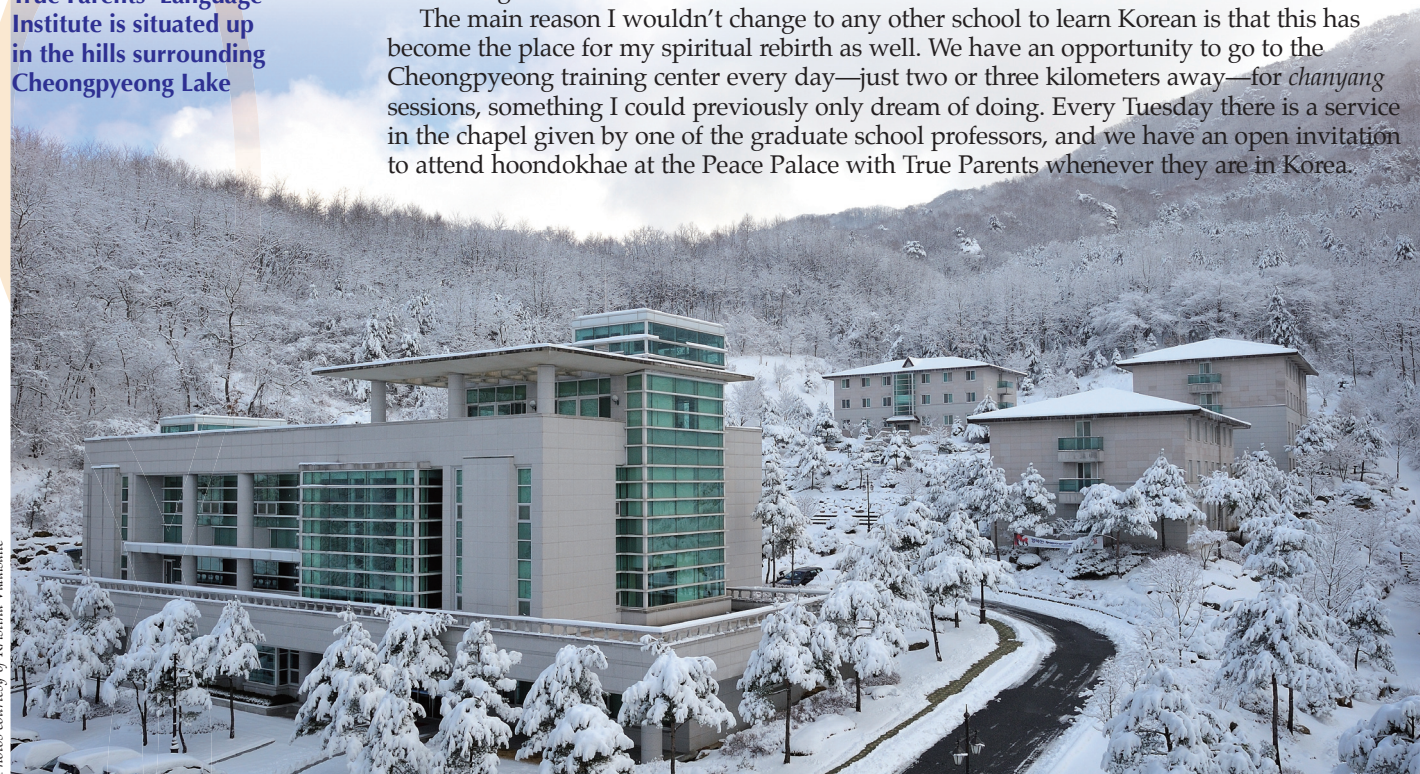 True Parents' Language
Institute is situated up
in the hills surrounding
Cheongpyeong Lake
The main reason I wouldn't change to any other school to learn Korean is that this has
become the place for my spiritual rebirth as well. We have an opportunity to go to the
Cheongpyeong training center every day—just two or three kilometers away—for chanyang
sessions, something I could previously only dream of doing. Every Tuesday there is a service
in the chapel given by one of the graduate school professors, and we have an open invitation
to attend hoondokhae at the Peace Palace with True Parents whenever they are in Korea.
courtesy of